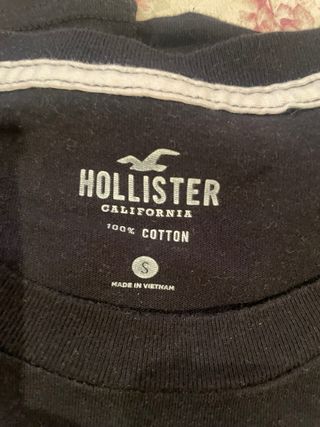 HOLLISTER
CALIFORNIA
100% COTTON
S
MADE IN VIETNAM